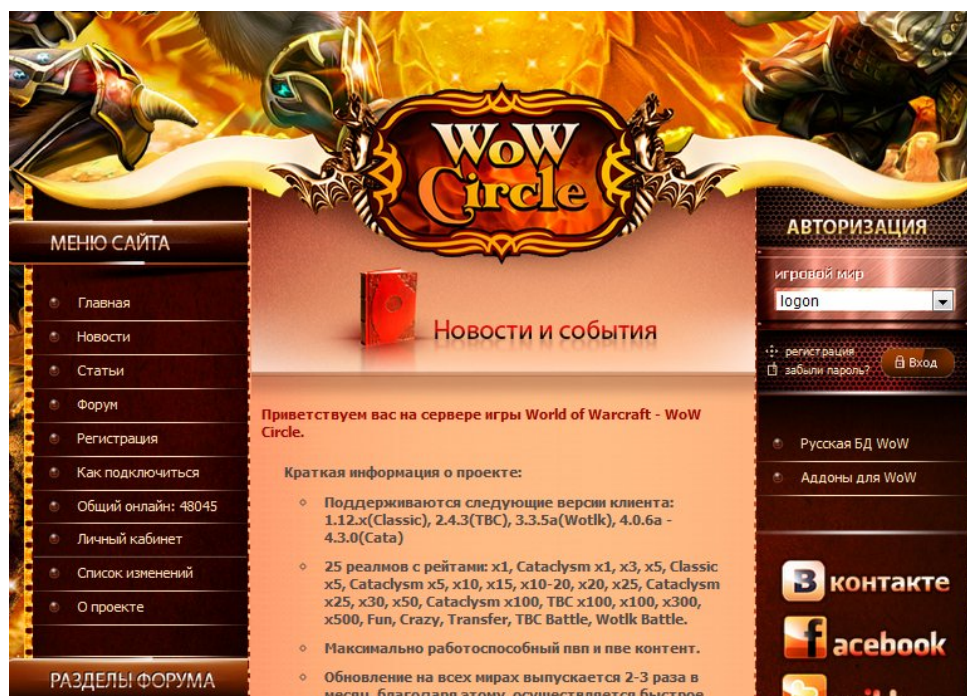 WoW
Circle
МЕНЮ САЙТА
Главная
Новости
Статьи
Форум
Регистрация
Как подключиться
Общий онлайн: 48045
Личный кабинет
Список изменений
О проекте
РАЗДЕЛЫ ФОРУМА
Новости и события
Приветствуем вас на сервере игры World of Warcraft - WoW
Circle.
Краткая информация о проекте:
Поддерживаются следующие версии клиента:
1.12.x(Classic), 2.4.3(TBC), 3.3.5a(Wotlk), 4.0.6a -
4.3.0(Cata)
25 реалмов с рейтами: x1, Cataclysm x1, x3, x5, Classic
x5, Cataclysm x5, x10, x15, x10-20, x20, x25, Cataclysm
x25, x30, x50, Cataclysm x100, TBC x100, x100, x300,
x500, Fun, Crazy, Transfer, TBC Battle, Wotlk Battle.
Максимально работоспособный пвп и пве контент.
Обновление на всех мирах выпускается 2-3 раза в
месяц, благодаря этому, осуществляется быстрое
АВТОРИЗАЦИЯ
игровой мир
logon
регистрация
забыли пароль?
Вход
Русская БД WoW
Аддоны для WoW
В контакте
facebook